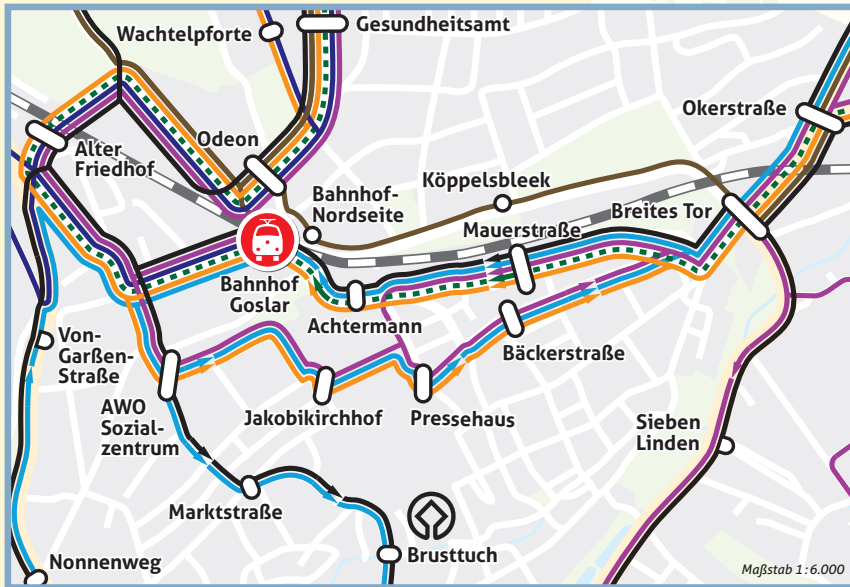 Gesundheitsamt
Wachtelpforte
Okerstraße
Odeon
Alter
Friedhof
Köppelsbleek
Bahnhof-
Nordseite
Breites Tor
Mauerstraße
Bahnhof
Goslar
Achtermann
Von-
Garßen-
Straße
Bäckerstraße
AWO
Sozial-
zentrum
Jakobikirchhof
Pressehaus
Sieben
Linden
Marktstraße
Brusttuch
Nonnenweg
Maßstab 1:6.000